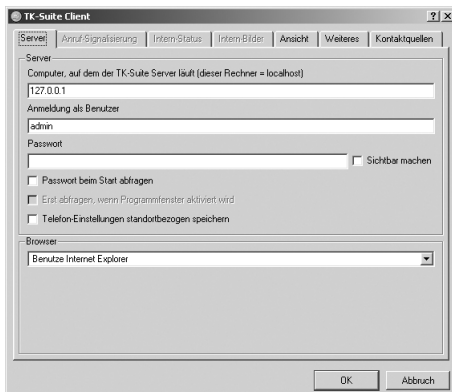 TK-Suite Client
Server Anruf-Signalisierung Intern-Status Intern-Bilder Ansicht Weiteres Kontaktquellen
Server
Computer, auf dem der TK-Suite Server läuft (dieser Rechner = localhost)
127.0.0.1
Anmeldung als Benutzer
admin
Passwort
Sichtbar machen
Passwort beim Start abfragen
Erst abfragen, wenn Programmfenster aktiviert wird
Telefon-Einstellungen standortbezogen speichern
Browser
Benutze Internet Explorer
OK Abbruch